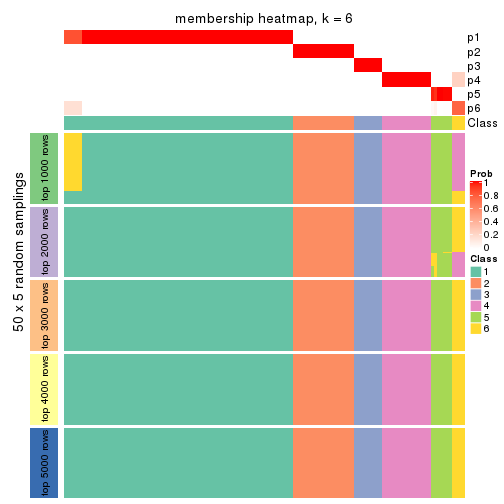 membership heatmap, k = 6
p1
p2
p3
p4
p5
p6
Class
50 x 5 random samplings
top 1000 rows
top 2000 rows
top 3000 rows
top 4000 rows
top 5000 rows
Prob
1
0.8
0.6
0.4
0.2
0
Class
1
2
3
4
5
6